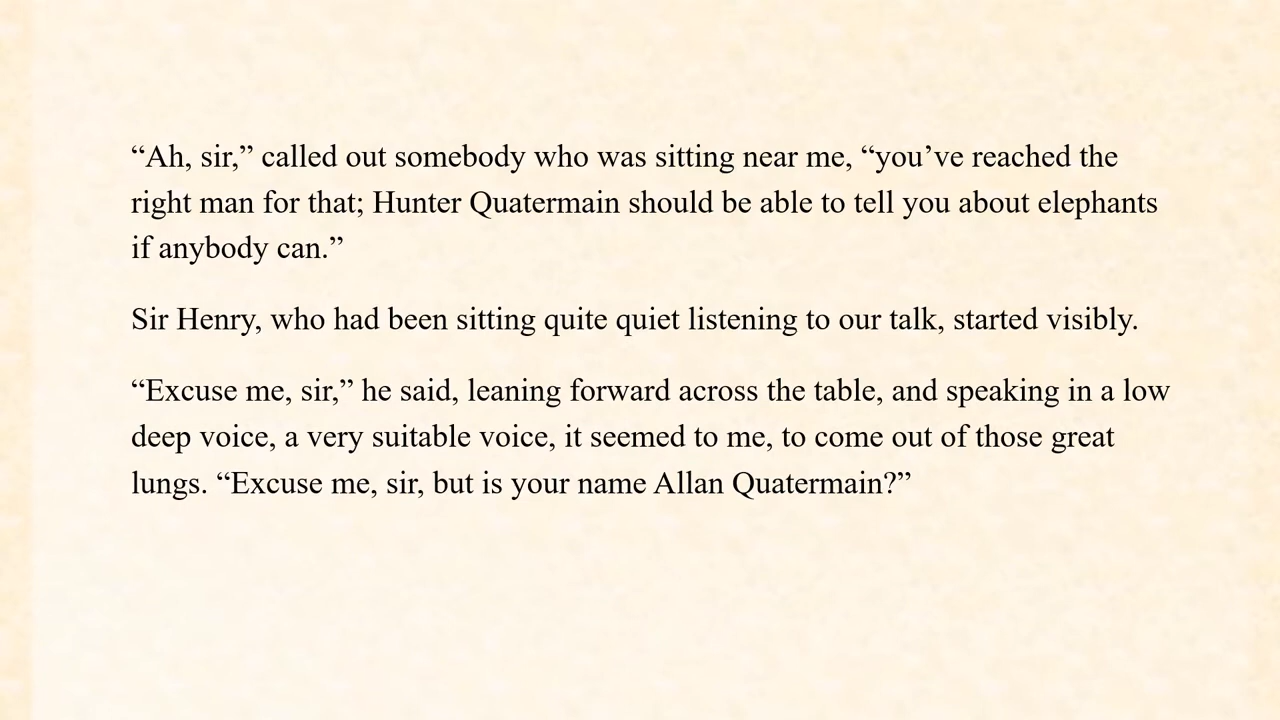 “Ah, sir,” called out somebody who was sitting near me, “you’ve reached the
right man for that; Hunter Quatermain should be able to tell you about elephants
if anybody can.”
Sir Henry, who had been sitting quite quiet listening to our talk, started visibly.
“Excuse me, sir,” he said, leaning forward across the table, and speaking in a low
deep voice, a very suitable voice, it seemed to me, to come out of those great
lungs. “Excuse me, sir, but is your name Allan Quatermain?”